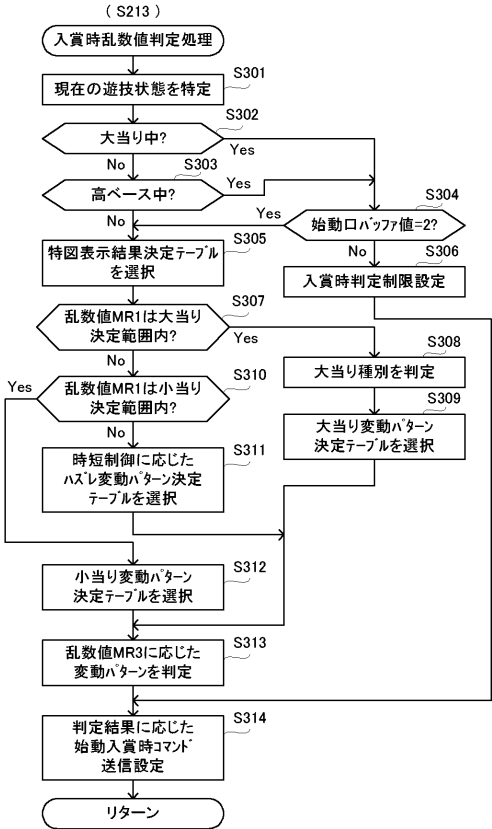 ( S213 )
入賞時乱数値判定処理
S301
現在の遊技状態を特定
S302
大当り中?
Yes
No
S303
高ベース中?
Yes
No
S304
始動口バッファ値=2?
Yes
No
S305
特図表示結果決定テーブル
を選択
S306
入賞時判定制限設定
S307
乱数値MR1は大当り
決定範囲内?
Yes
No
S308
大当り種別を判定
S309
大当り変動パターン
決定テーブルを選択
S310
乱数値MR1は小当り
決定範囲内?
Yes
No
S311
時短制御に応じた
ハズレ変動パターン決定
テーブルを選択
S312
小当り変動パターン
決定テーブルを選択
S313
乱数値MR3に応じた
変動パターンを判定
S314
判定結果に応じた
始動入賞時コマンド
送信設定
リターン